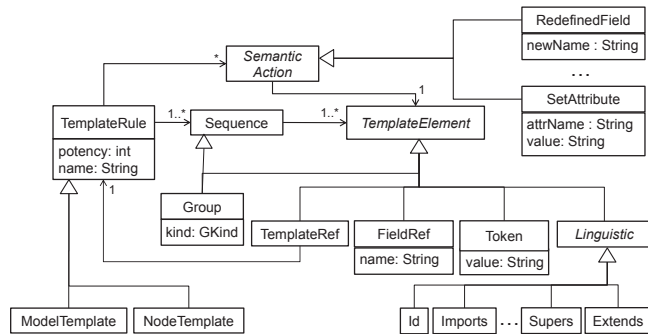 RedefinedField
newName : String
...
*
Semantic
Action
1
SetAttribute
attrName : String
value: String
TemplateRule
potency: int
name: String
1..*
Sequence
1..*
TemplateElement
1
Group
kind: GKind
TemplateRef
FieldRef
name: String
Token
value: String
Linguistic
ModelTemplate
NodeTemplate
Id
Imports
...
Supers
Extends